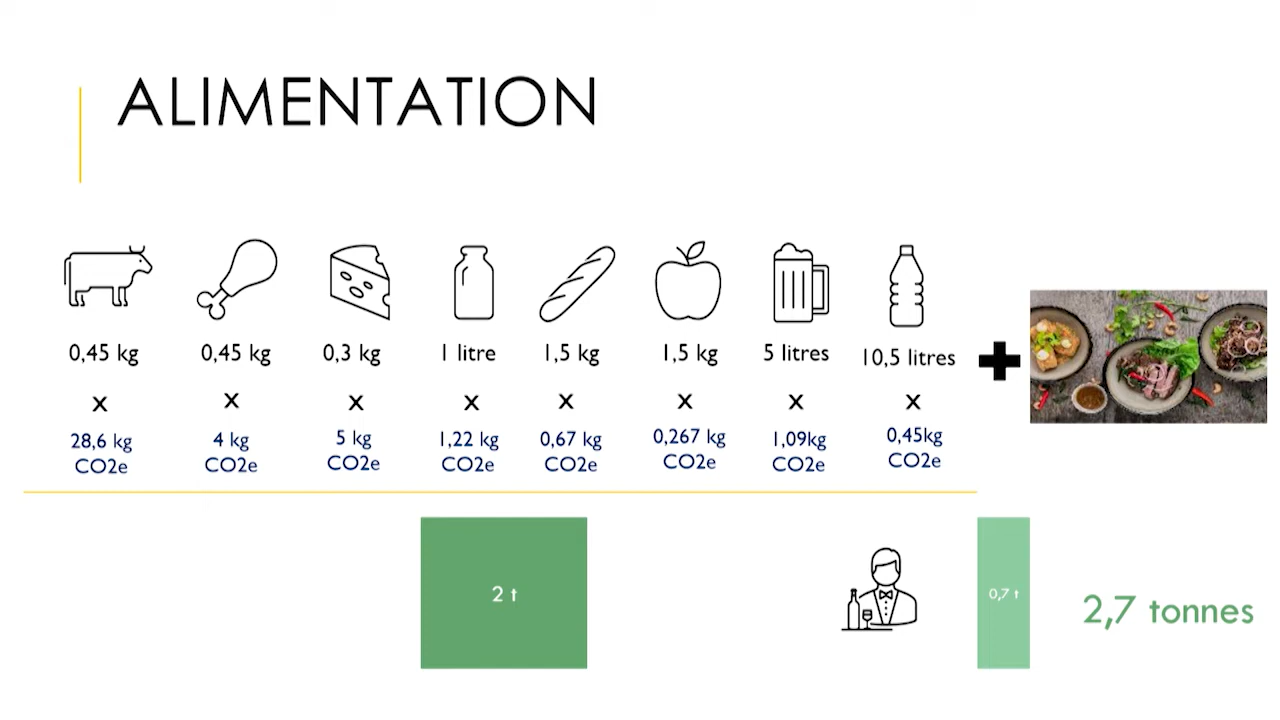 ALIMENTATION
0,45 kg 0,45 kg 0,3 kg 1 litre 1,5 kg 1,5 kg 5 litres 10,5 litres
x x x x x x x x
28,6 kg 4 kg 5 kg 1,22 kg 0,67 kg 0,267 kg 1,09kg 0,45kg
CO2e CO2e CO2e CO2e CO2e CO2e CO2e CO2e
2 t 0,7 t 2,7 tonnes